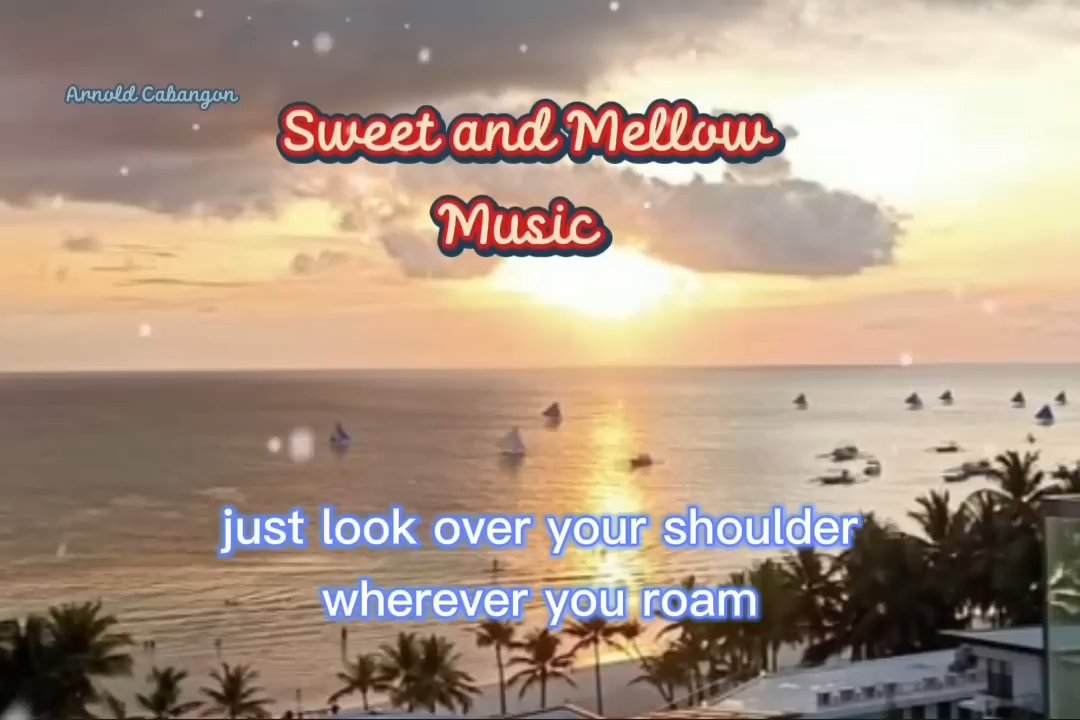 Arnold Cabangon
Sweet and Mellow
Music
just look over your shoulder
wherever you roam